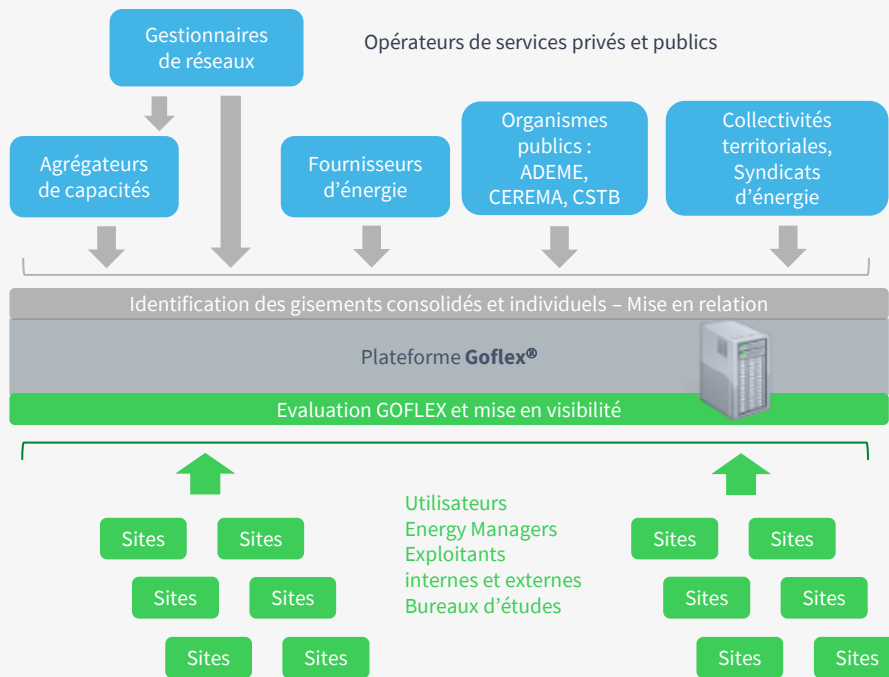 Gestionnaires
de réseaux
Opérateurs de services privés et publics
Agrégateurs
de capacités
Fournisseurs
d'énergie
Organismes
publics :
ADEME,
CEREMA, CSTB
Collectivités
territoriales,
Syndicats
d'énergie
Identification des gisements consolidés et individuels – Mise en relation
Plateforme Goflex®
Evaluation GOFLEX et mise en visibilité
Utilisateurs
Energy Managers
Exploitants
internes et externes
Bureaux d'études
Sites
Sites
Sites
Sites
Sites
Sites
Sites
Sites
Sites
Sites
Sites
Sites